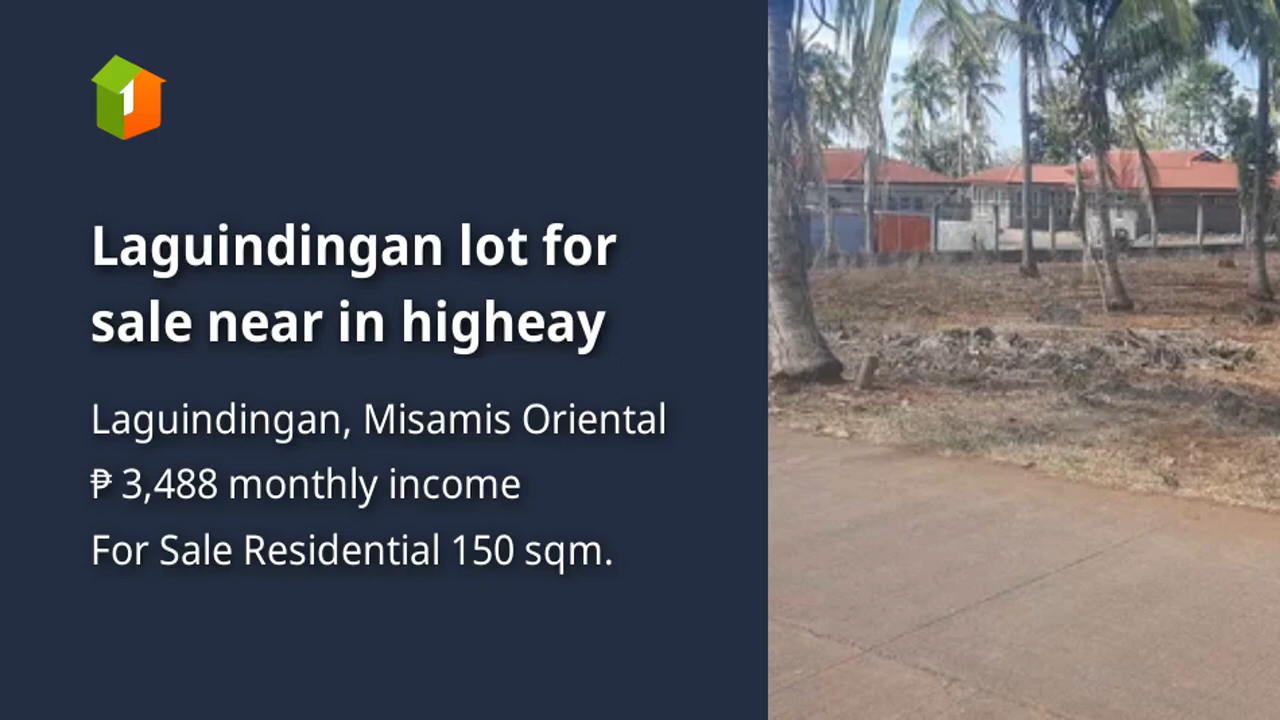 Laguindingan lot for
sale near in higheay
Laguindingan, Misamis Oriental
₱ 3,488 monthly income
For Sale Residential 150 sqm.